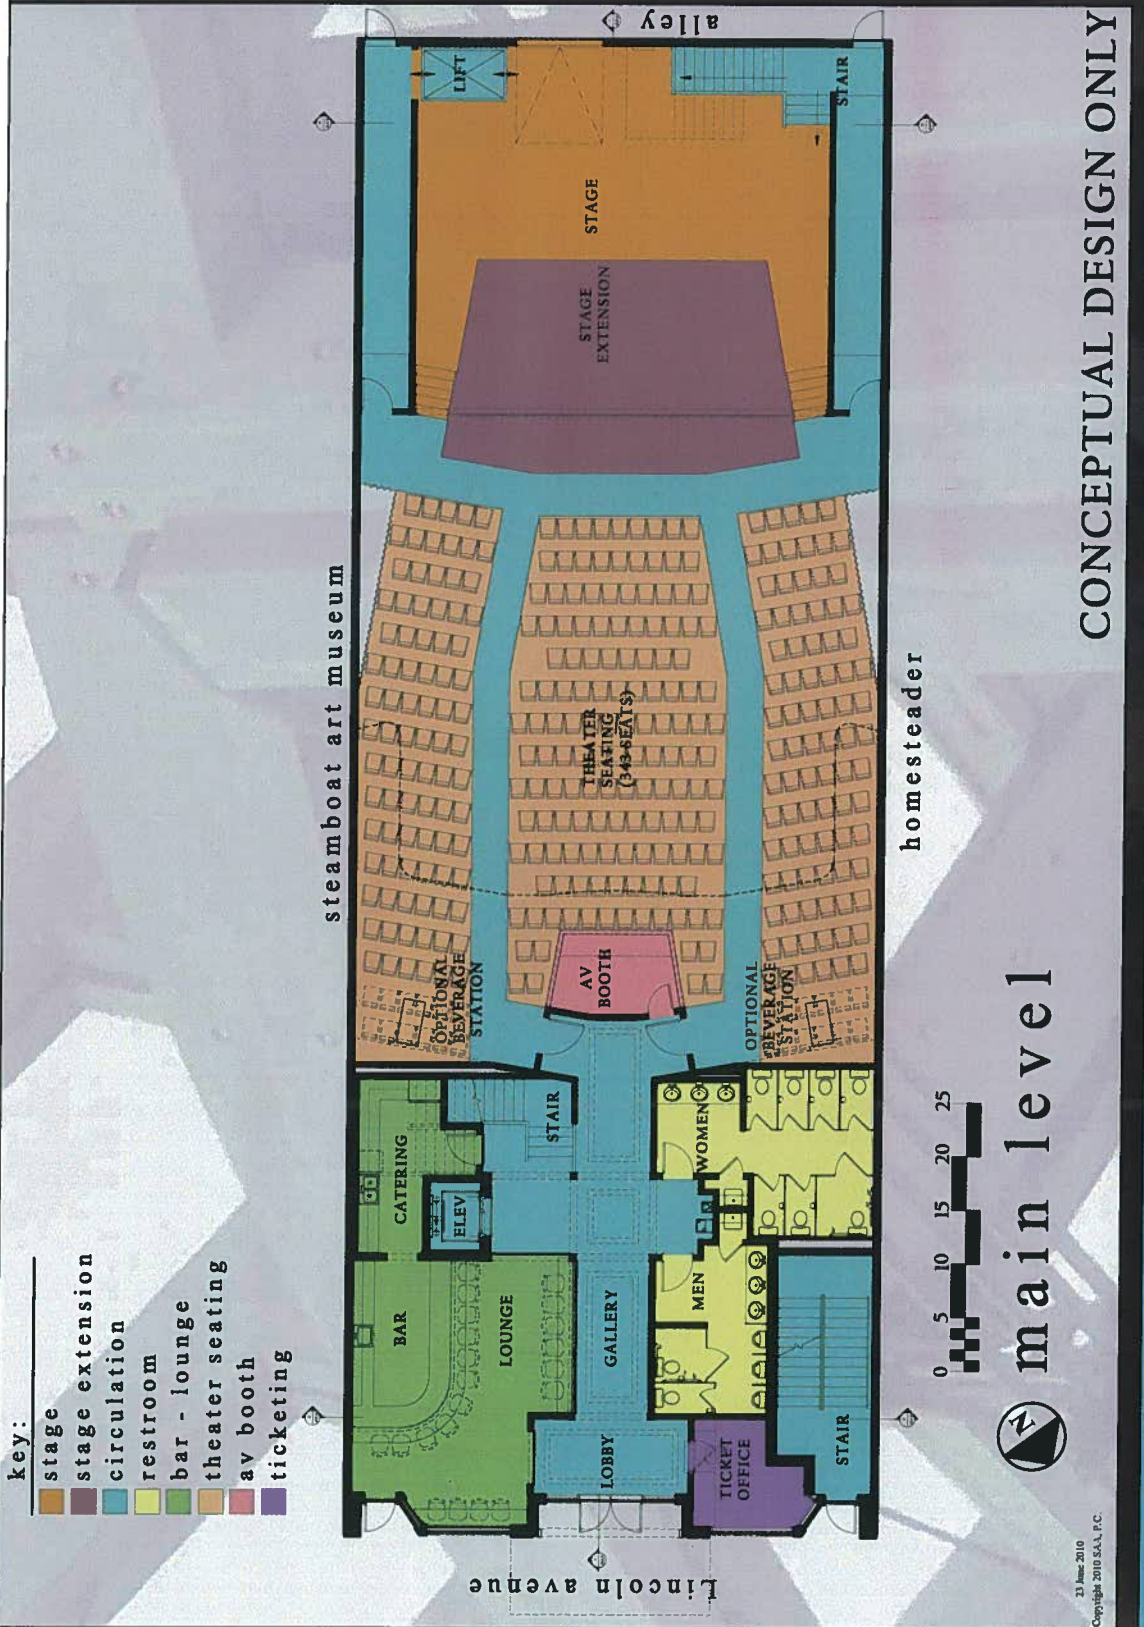 key:
stage
stage extension
circulation
restroom
bar - lounge
theater seating
av booth
ticketing
steamboat art museum
Lincoln avenue
alley
homesteader
BAR
CATERING
LOUNGE
ELEV
STAIR
LOBBY
GALLERY
TICKET
OFFICE
MEN
WOMEN
STAIR
OPTIONAL
BEVERAGE
STATION
AV
BOOTH
OPTIONAL
BEVERAGE
STATION
THEATER
SEATING
(343 SEATS)
STAGE
EXTENSION
STAGE
LIFT
STAIR
0 5 10 15 20 25
N
main level
CONCEPTUAL DESIGN ONLY
23 June 2010
Copyright 2010 SAA, P.C.